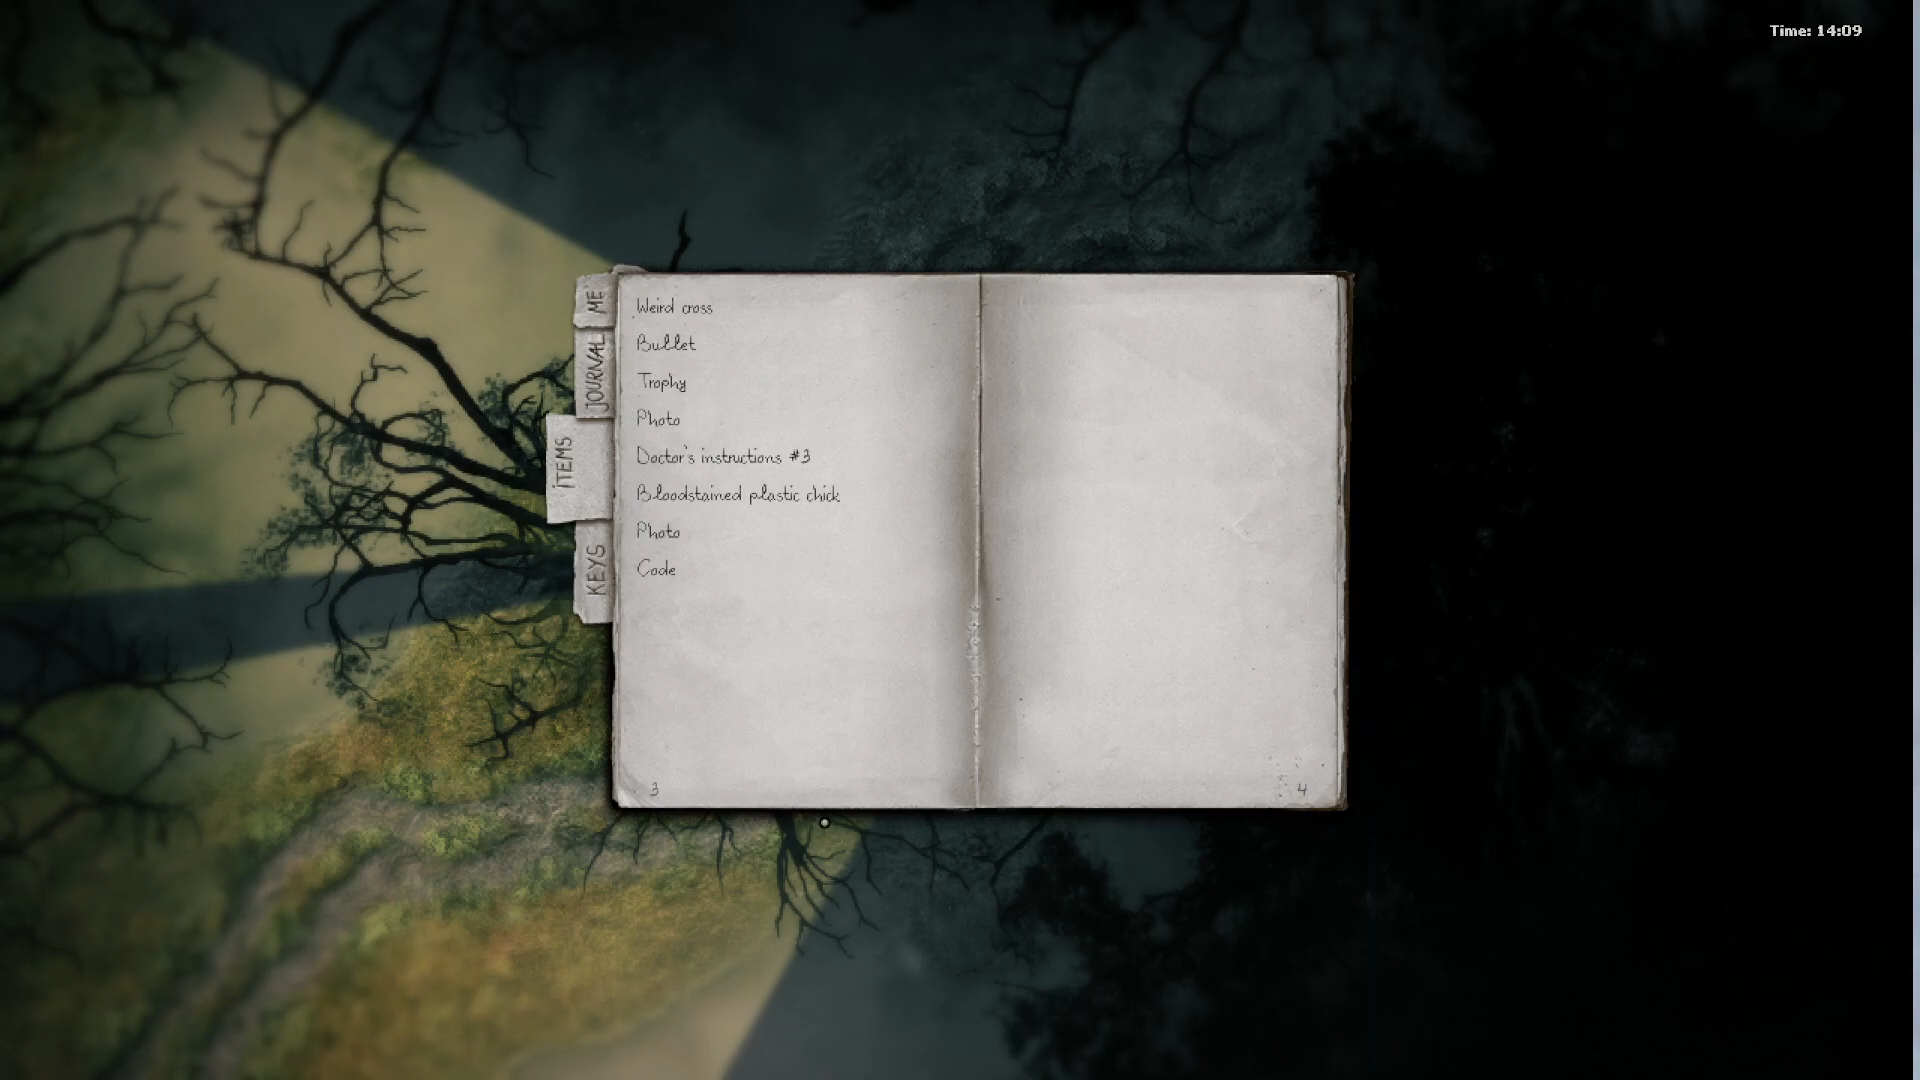 Time: 14:09
ME
JOURNAL
ITEMS
KEYS
Weird cross
Bullet
Trophy
Photo
Doctor's instructions #3
Bloodstained plastic chick
Photo
Code
3
4